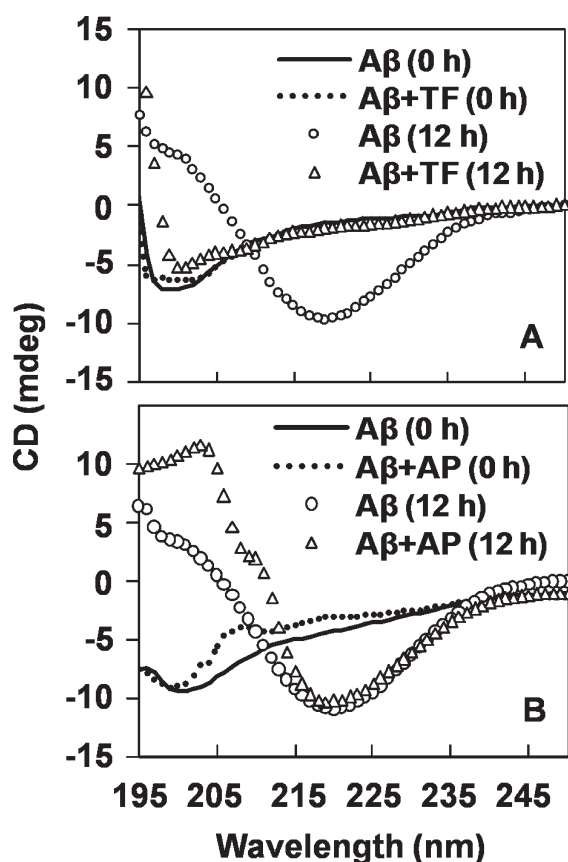 15
10
5
0
-5
-10
-15
Aβ (0 h)
Aβ+TF (0 h)
Aβ (12 h)
Aβ+TF (12 h)
A
CD (mdeg)
15
10
5
0
-5
-10
-15
Aβ (0 h)
Aβ+AP (0 h)
Aβ (12 h)
Aβ+AP (12 h)
B
195 205 215 225 235 245
Wavelength (nm)